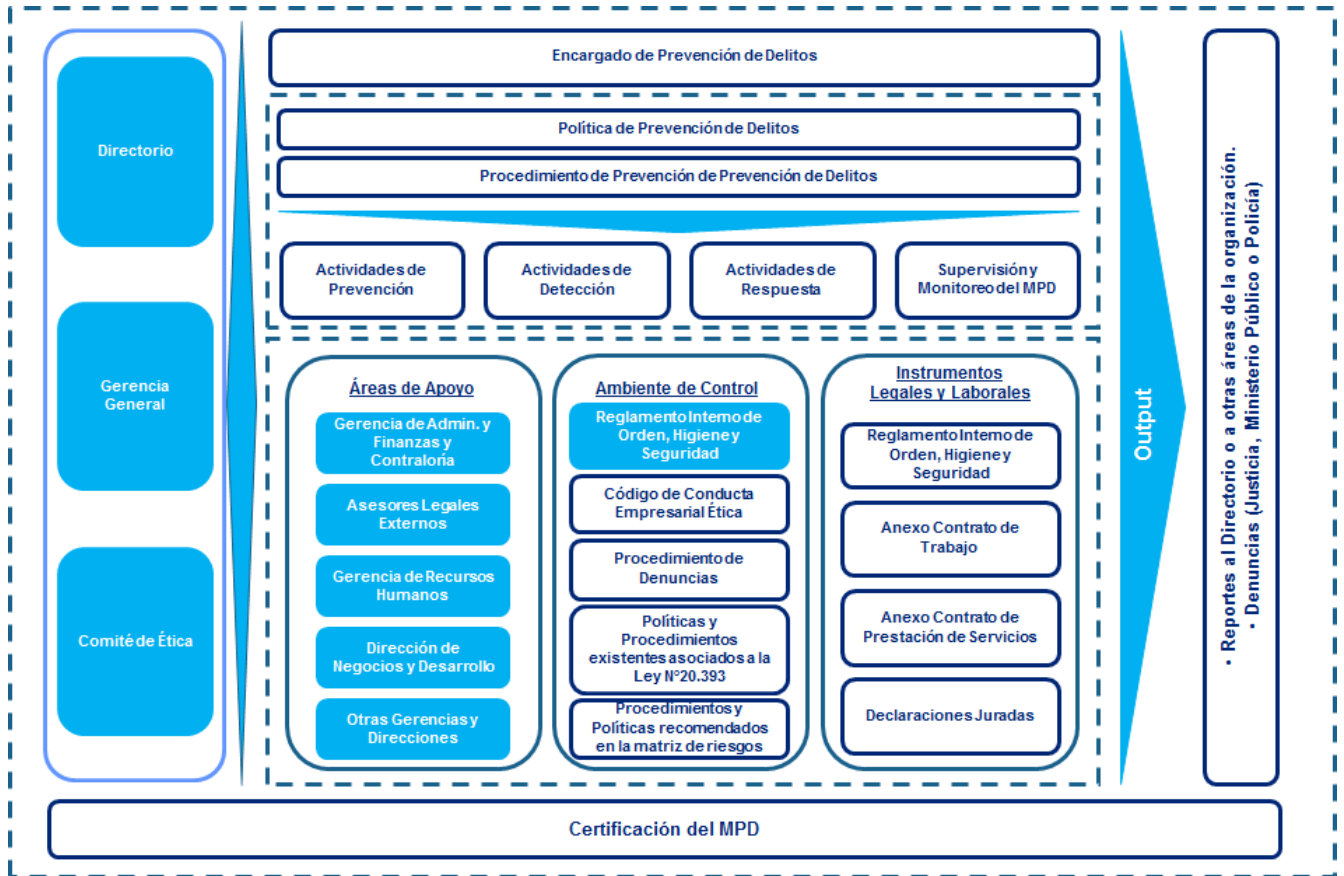 Directorio
Gerencia
General
Comité de Ética
Encargado de Prevención de Delitos
Política de Prevención de Delitos
Procedimiento de Prevención de Prevención de Delitos
Actividades de
Prevención
Actividades de
Detección
Actividades de
Respuesta
Supervisión y
Monitoreo del MPD
Áreas de Apoyo
Gerencia de Admin. y
Finanzas y
Contraloría
Asesores Legales
Externos
Gerencia de Recursos
Humanos
Dirección de
Negocios y Desarrollo
Otras Gerencias y
Direcciones
Ambiente de Control
Reglamento Interno de
Orden, Higiene y
Seguridad
Código de Conducta
Empresarial Ética
Procedimiento de
Denuncias
Políticas y
Procedimientos
existentes asociados a la
Ley N°20.393
Procedimientos y
Políticas recomendados
en la matriz de riesgos
Instrumentos
Legales y Laborales
Reglamento Interno de
Orden, Higiene y
Seguridad
Anexo Contrato de
Trabajo
Anexo Contrato de
Prestación de Servicios
Declaraciones Juradas
Output
• Reportes al Directorio o a otras áreas de la organización.
• Denuncias (Justicia, Ministerio Público o Policía)
Certificación del MPD